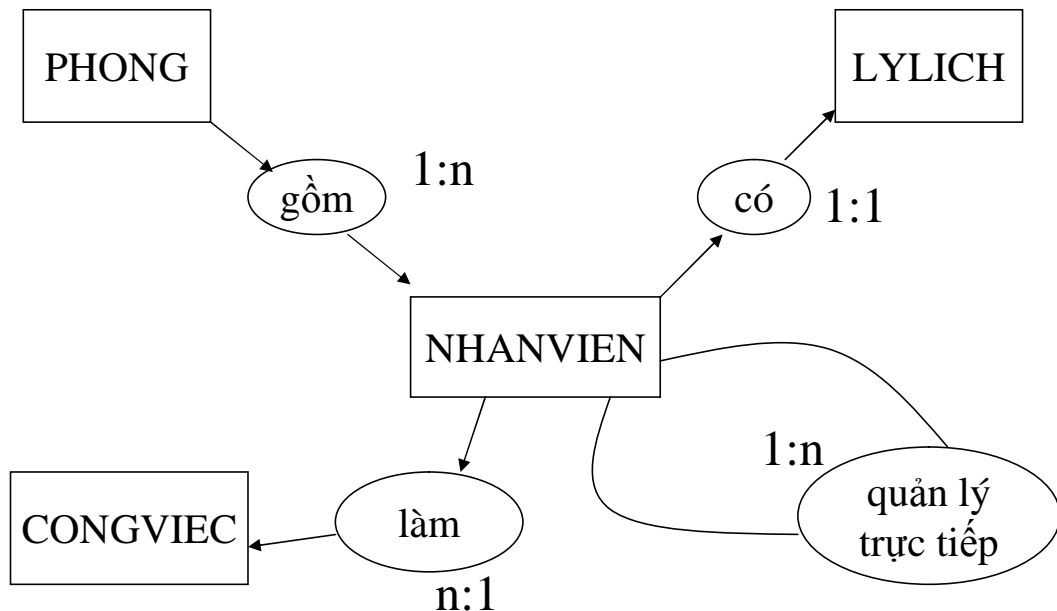 PHONG
LYLICH
gồm
1:n
có
1:1
NHANVIEN
1:n
quản lý
trực tiếp
CONGVIEC
làm
n:1